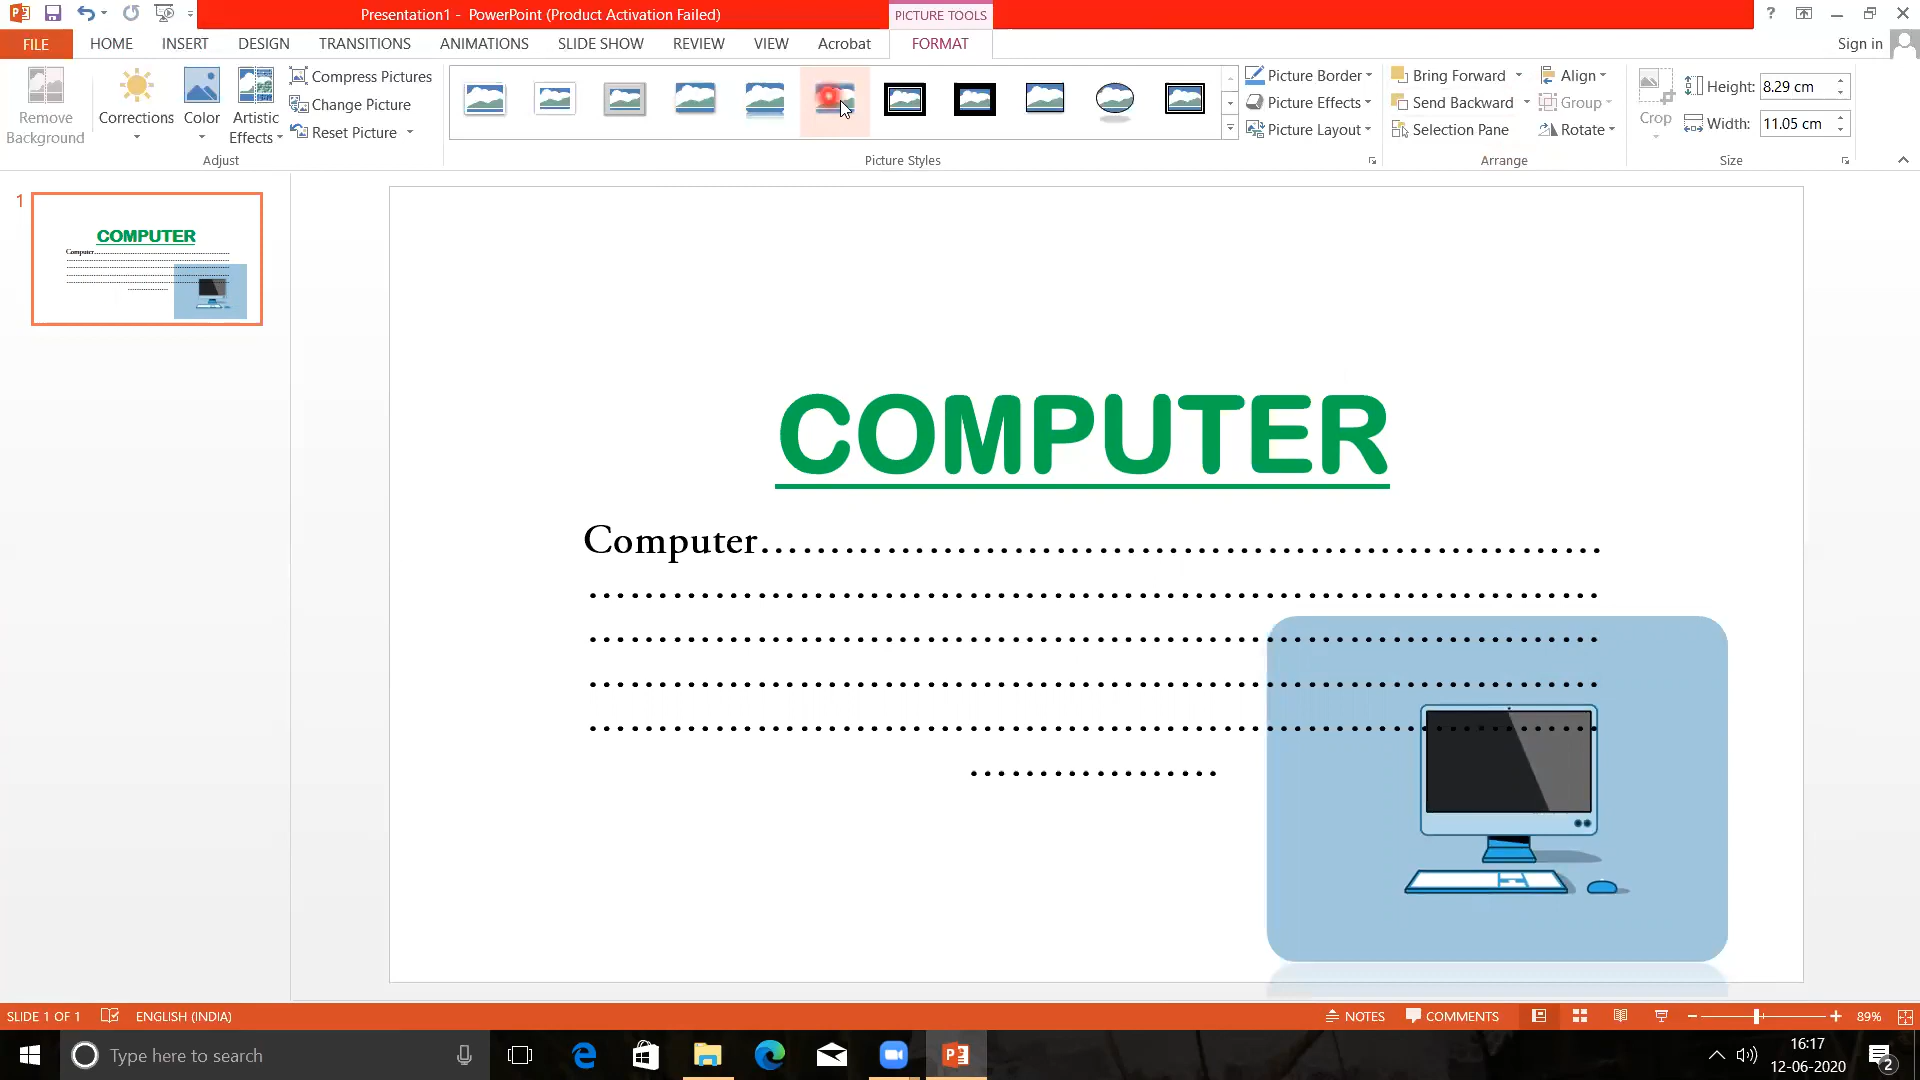 Presentation1 - PowerPoint (Product Activation Failed)
PICTURE TOOLS
?
FILE
HOME
INSERT
DESIGN
TRANSITIONS
ANIMATIONS
SLIDE SHOW
REVIEW
VIEW
Acrobat
FORMAT
Sign in
Remove
Background
Corrections
Color
Artistic
Effects
Compress Pictures
Change Picture
Reset Picture
Adjust
Picture Styles
Picture Border
Picture Effects
Picture Layout
Bring Forward
Send Backward
Selection Pane
Align
Group
Rotate
Arrange
Crop
Height: 8.29 cm
Width: 11.05 cm
Size
1
COMPUTER
Computer
COMPUTER
Computer............................................................
........................................................................
........................................................................
........................................................................
........................................................................
..................
SLIDE 1 OF 1
ENGLISH (INDIA)
NOTES
COMMENTS
89%
Type here to search
16:17
12-06-2020
2